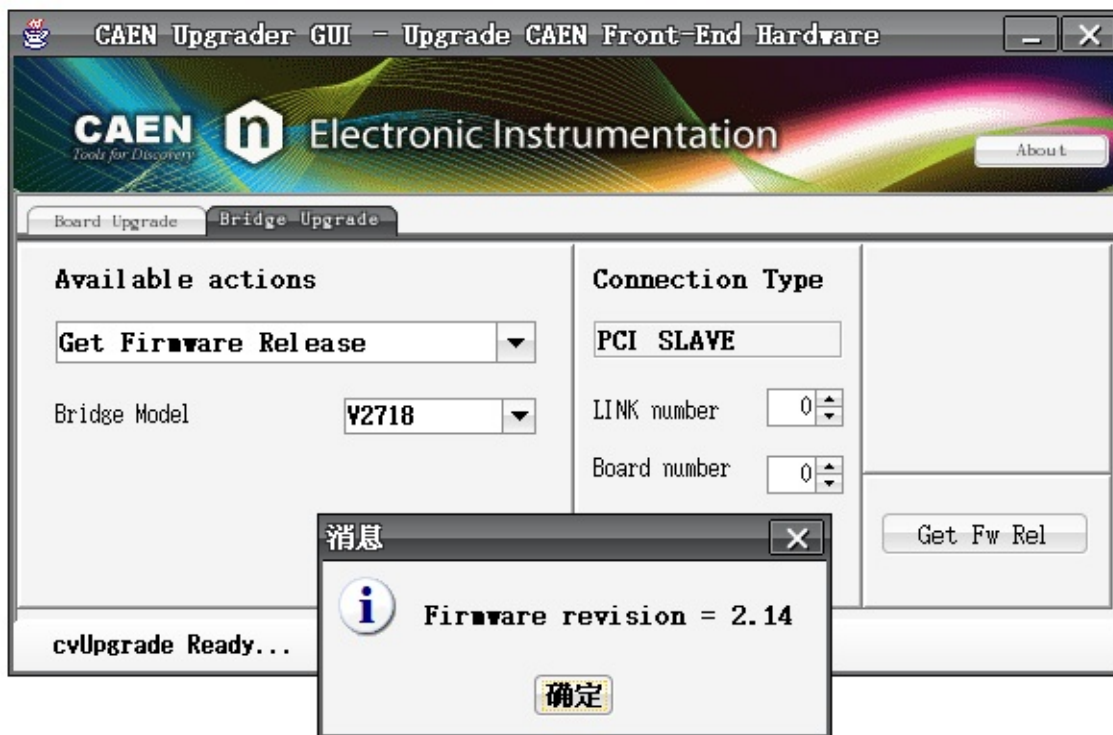 CAEN Upgrader GUI - Upgrade CAEN Front-End Hardware
CAEN n Electronic Instrumentation
Tools for Discovery
About
Board Upgrade Bridge Upgrade
Available actions
Get Firmware Release
Bridge Model V2718
Connection Type
PCI SLAVE
LINK number 0
Board number 0
Get Fw Rel
消息
Firmware revision = 2.14
确定
cvUpgrade Ready...